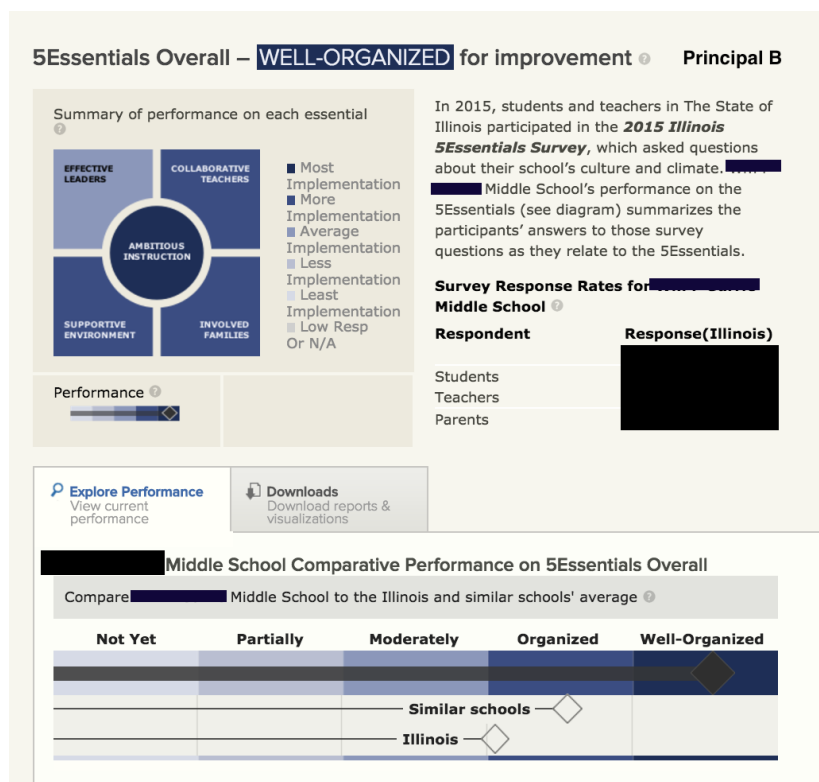 5Essentials Overall – WELL-ORGANIZED for improvement
Principal B
Summary of performance on each essential
EFFECTIVE
LEADERS
COLLABORATIVE
TEACHERS
AMBITIOUS
INSTRUCTION
SUPPORTIVE
ENVIRONMENT
INVOLVED
FAMILIES
Most
Implementation
More
Implementation
Average
Implementation
Less
Implementation
Least
Implementation
Low Resp
Or N/A
Performance
In 2015, students and teachers in The State of
Illinois participated in the 2015 Illinois
5Essentials Survey, which asked questions
about their school's culture and climate.
Middle School's performance on the
5Essentials (see diagram) summarizes the
participants' answers to those survey
questions as they relate to the 5Essentials.
Survey Response Rates for
Middle School
Respondent Response(Illinois)
Students
Teachers
Parents
Explore Performance
View current
performance
Downloads
Download reports &
visualizations
Middle School Comparative Performance on 5Essentials Overall
Compare Middle School to the Illinois and similar schools' average
Not Yet Partially Moderately Organized Well-Organized
Similar schools
Illinois